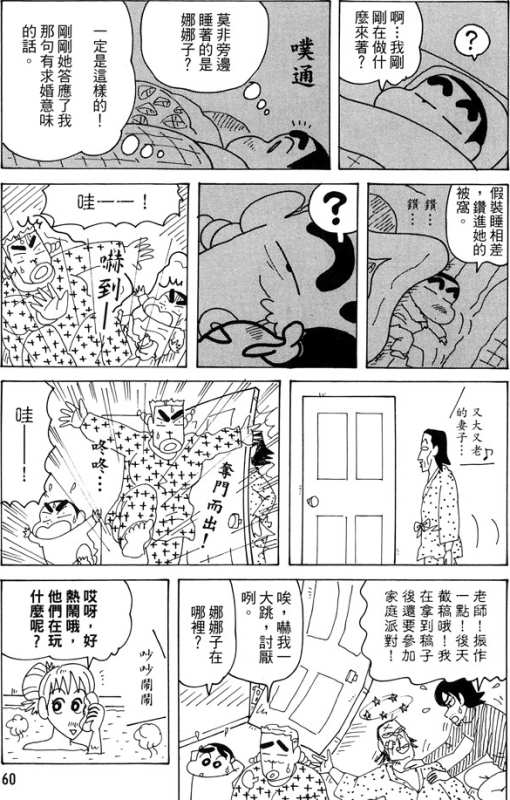 ？
啊…我剛
剛在做什
麼來著？
噗通
莫非旁邊
睡著的是
娜娜子？
一定是這樣的！
剛剛她答應了我
那句有求婚意味
的話。
假裝睡相差
，鑽進她的
被窩。
鑽…
鑽…
？
哇——！
嚇到—
又大又老
的妻子…♪
奪門而出！
咚咚…
哇—！
老師！振作
一點！後天
截稿哦！我
在拿到稿子
後還要參加
家庭派對！
唉，嚇我一
大跳，討厭
咧。
娜娜子在
哪裡？
吵吵鬧鬧
哎呀，好
熱鬧哦，
他們在玩
什麼呢？
60